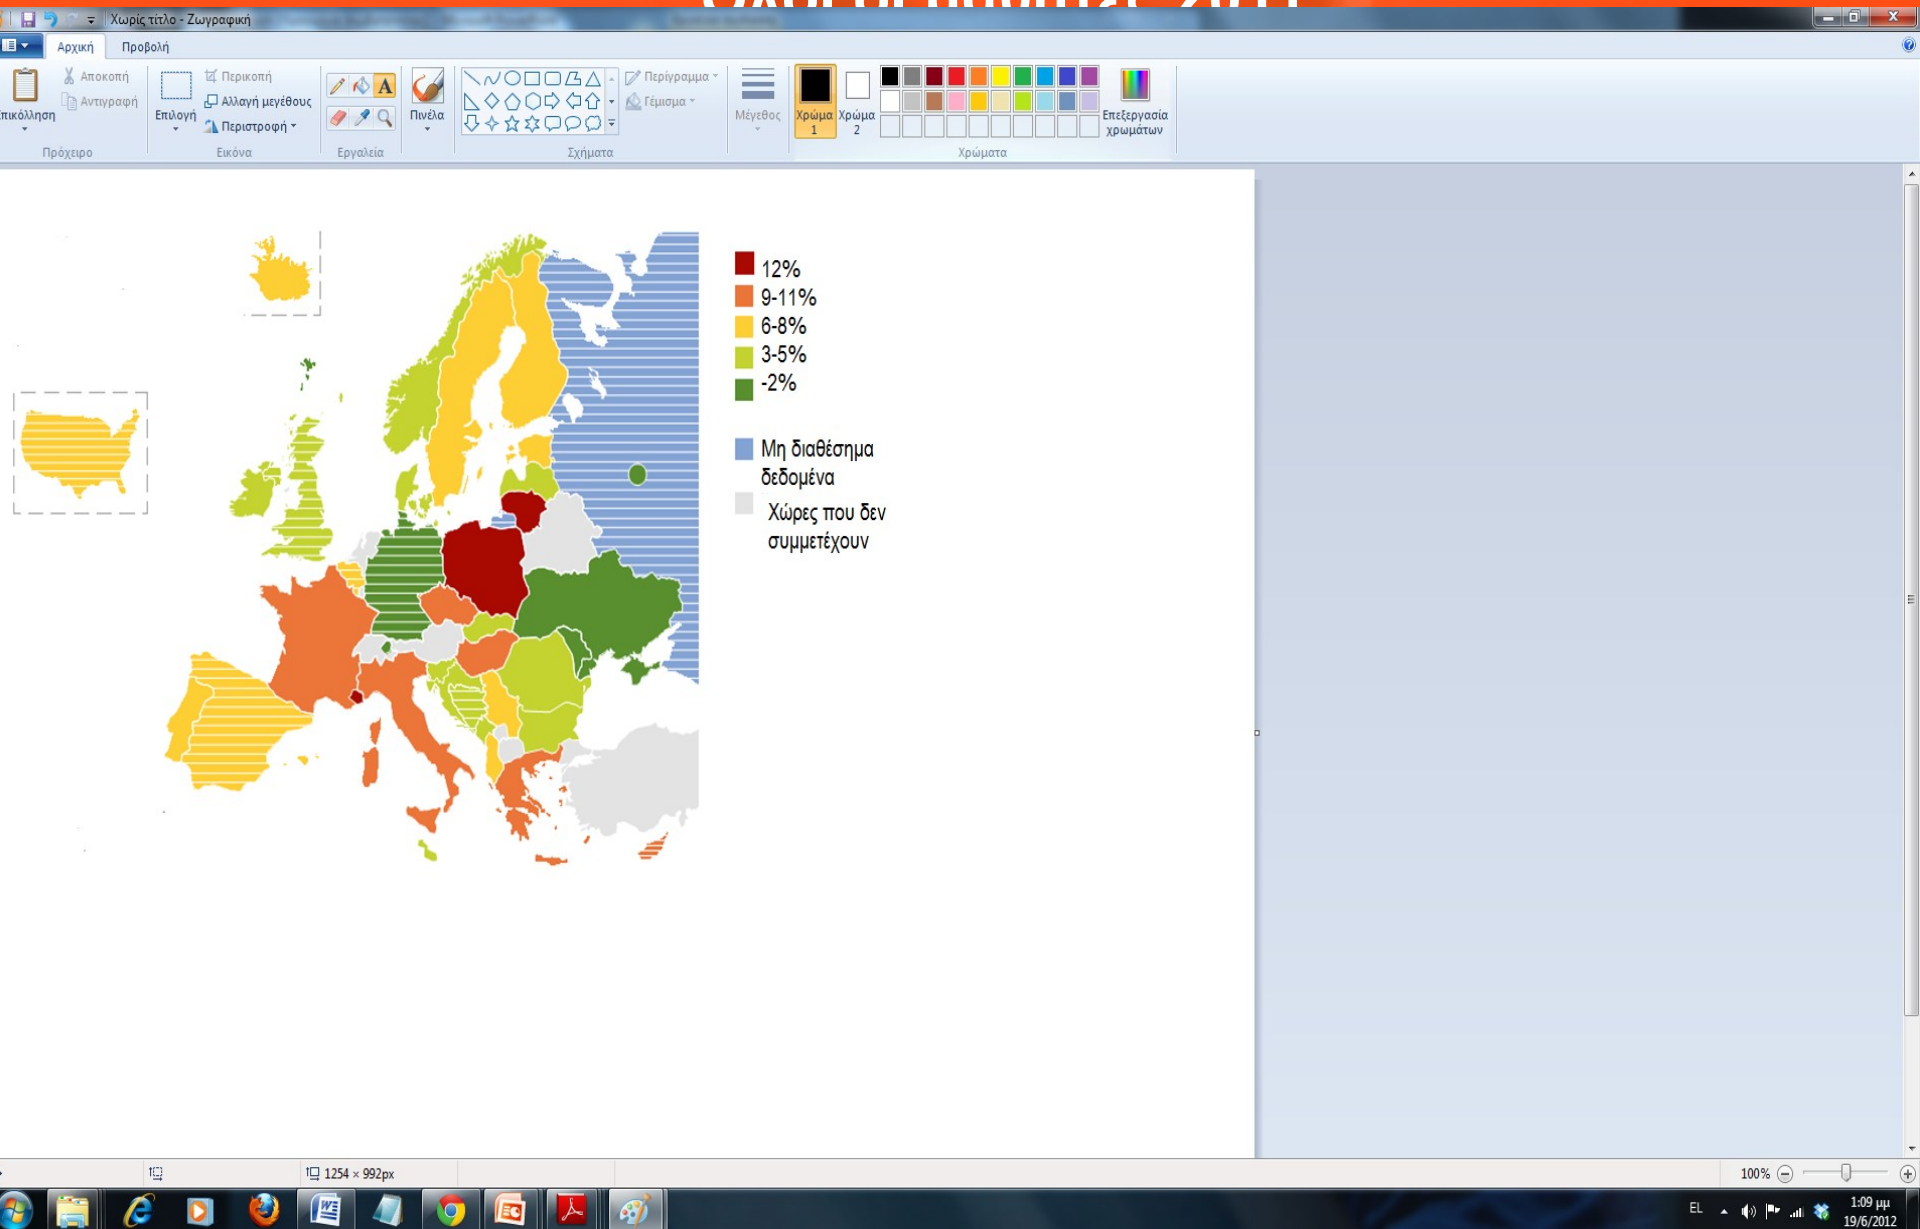 Χωρίς τίτλο - Ζωγραφική
Αρχική Προβολή
Αποκοπή
Αντιγραφή
Πρόχειρο
Επιλογή
Περικοπή
Αλλαγή μεγέθους
Περιστροφή
Εικόνα
Εργαλεία
Πινέλα
Περίγραμμα
Γέμισμα
Σχήματα
Μέγεθος
Χρώμα
1
Χρώμα
2
Επεξεργασία
χρωμάτων
Χρώματα
12%
9-11%
6-8%
3-5%
-2%
Μη διαθέσημα
δεδομένα
Χώρες που δεν
συμμετέχουν
1254 × 992px
100%
EL
1:09 μμ
19/6/2012